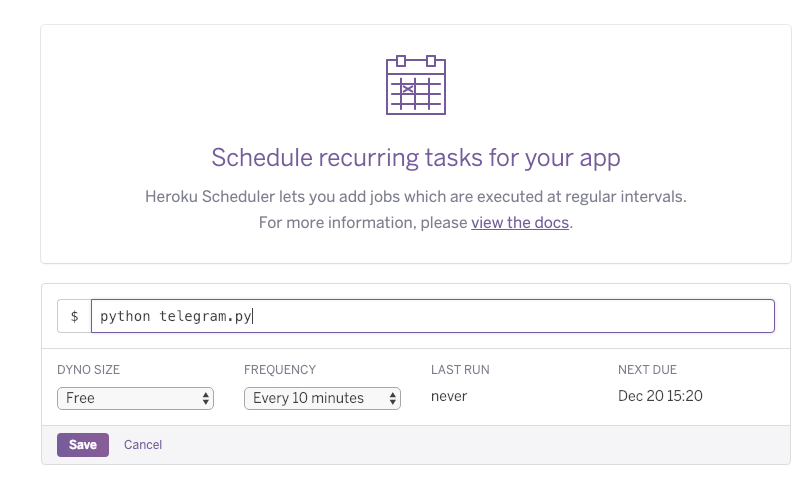 Schedule recurring tasks for your app
Heroku Scheduler lets you add jobs which are executed at regular intervals.
For more information, please view the docs.
$ python telegram.py
DYNO SIZE FREQUENCY LAST RUN NEXT DUE
Free Every 10 minutes never Dec 20 15:20
Save Cancel